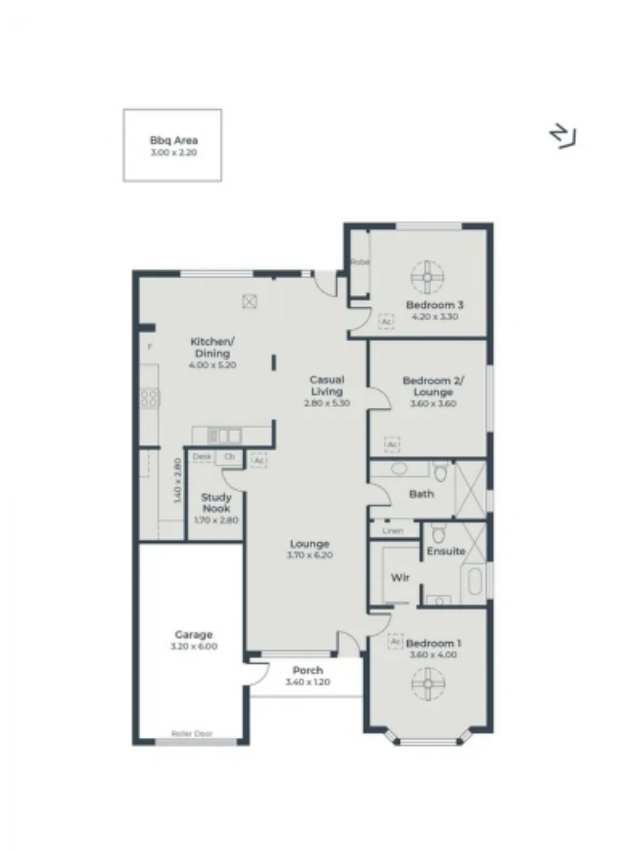 Bbq Area
3.00 x 2.20
N
Robe
Bedroom 3
4.20 x 3.30
Ac
Kitchen/
Dining
4.00 x 5.20
F
Casual
Living
2.80 x 5.30
Bedroom 2/
Lounge
3.60 x 3.60
Ac
Desk
Cb
Ac
1.40 x 2.80
Study
Nook
1.70 x 2.80
Bath
Linen
Lounge
3.70 x 6.20
Ensuite
Wir
Garage
3.20 x 6.00
Ac
Bedroom 1
3.60 x 4.00
Porch
3.40 x 1.20
Roller Door